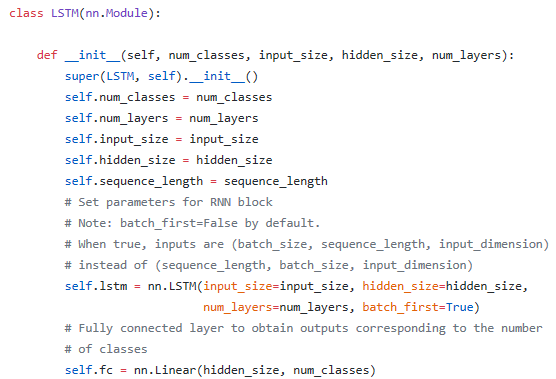 class LSTM(nn.Module):
def __init__(self, num_classes, input_size, hidden_size, num_layers):
super(LSTM, self).__init__()
self.num_classes = num_classes
self.num_layers = num_layers
self.input_size = input_size
self.hidden_size = hidden_size
self.sequence_length = sequence_length
# Set parameters for RNN block
# Note: batch_first=False by default.
# When true, inputs are (batch_size, sequence_length, input_dimension)
# instead of (sequence_length, batch_size, input_dimension)
self.lstm = nn.LSTM(input_size=input_size, hidden_size=hidden_size,
num_layers=num_layers, batch_first=True)
# Fully connected layer to obtain outputs corresponding to the number
# of classes
self.fc = nn.Linear(hidden_size, num_classes)